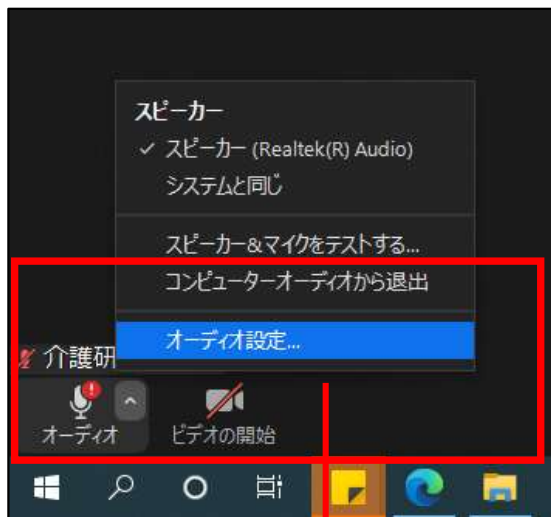 スピーカー
スピーカー (Realtek(R) Audio)
システムと同じ
スピーカー&マイクをテストする...
コンピューターオーディオから退出
オーディオ設定...
介護研
オーディオ
ビデオの開始